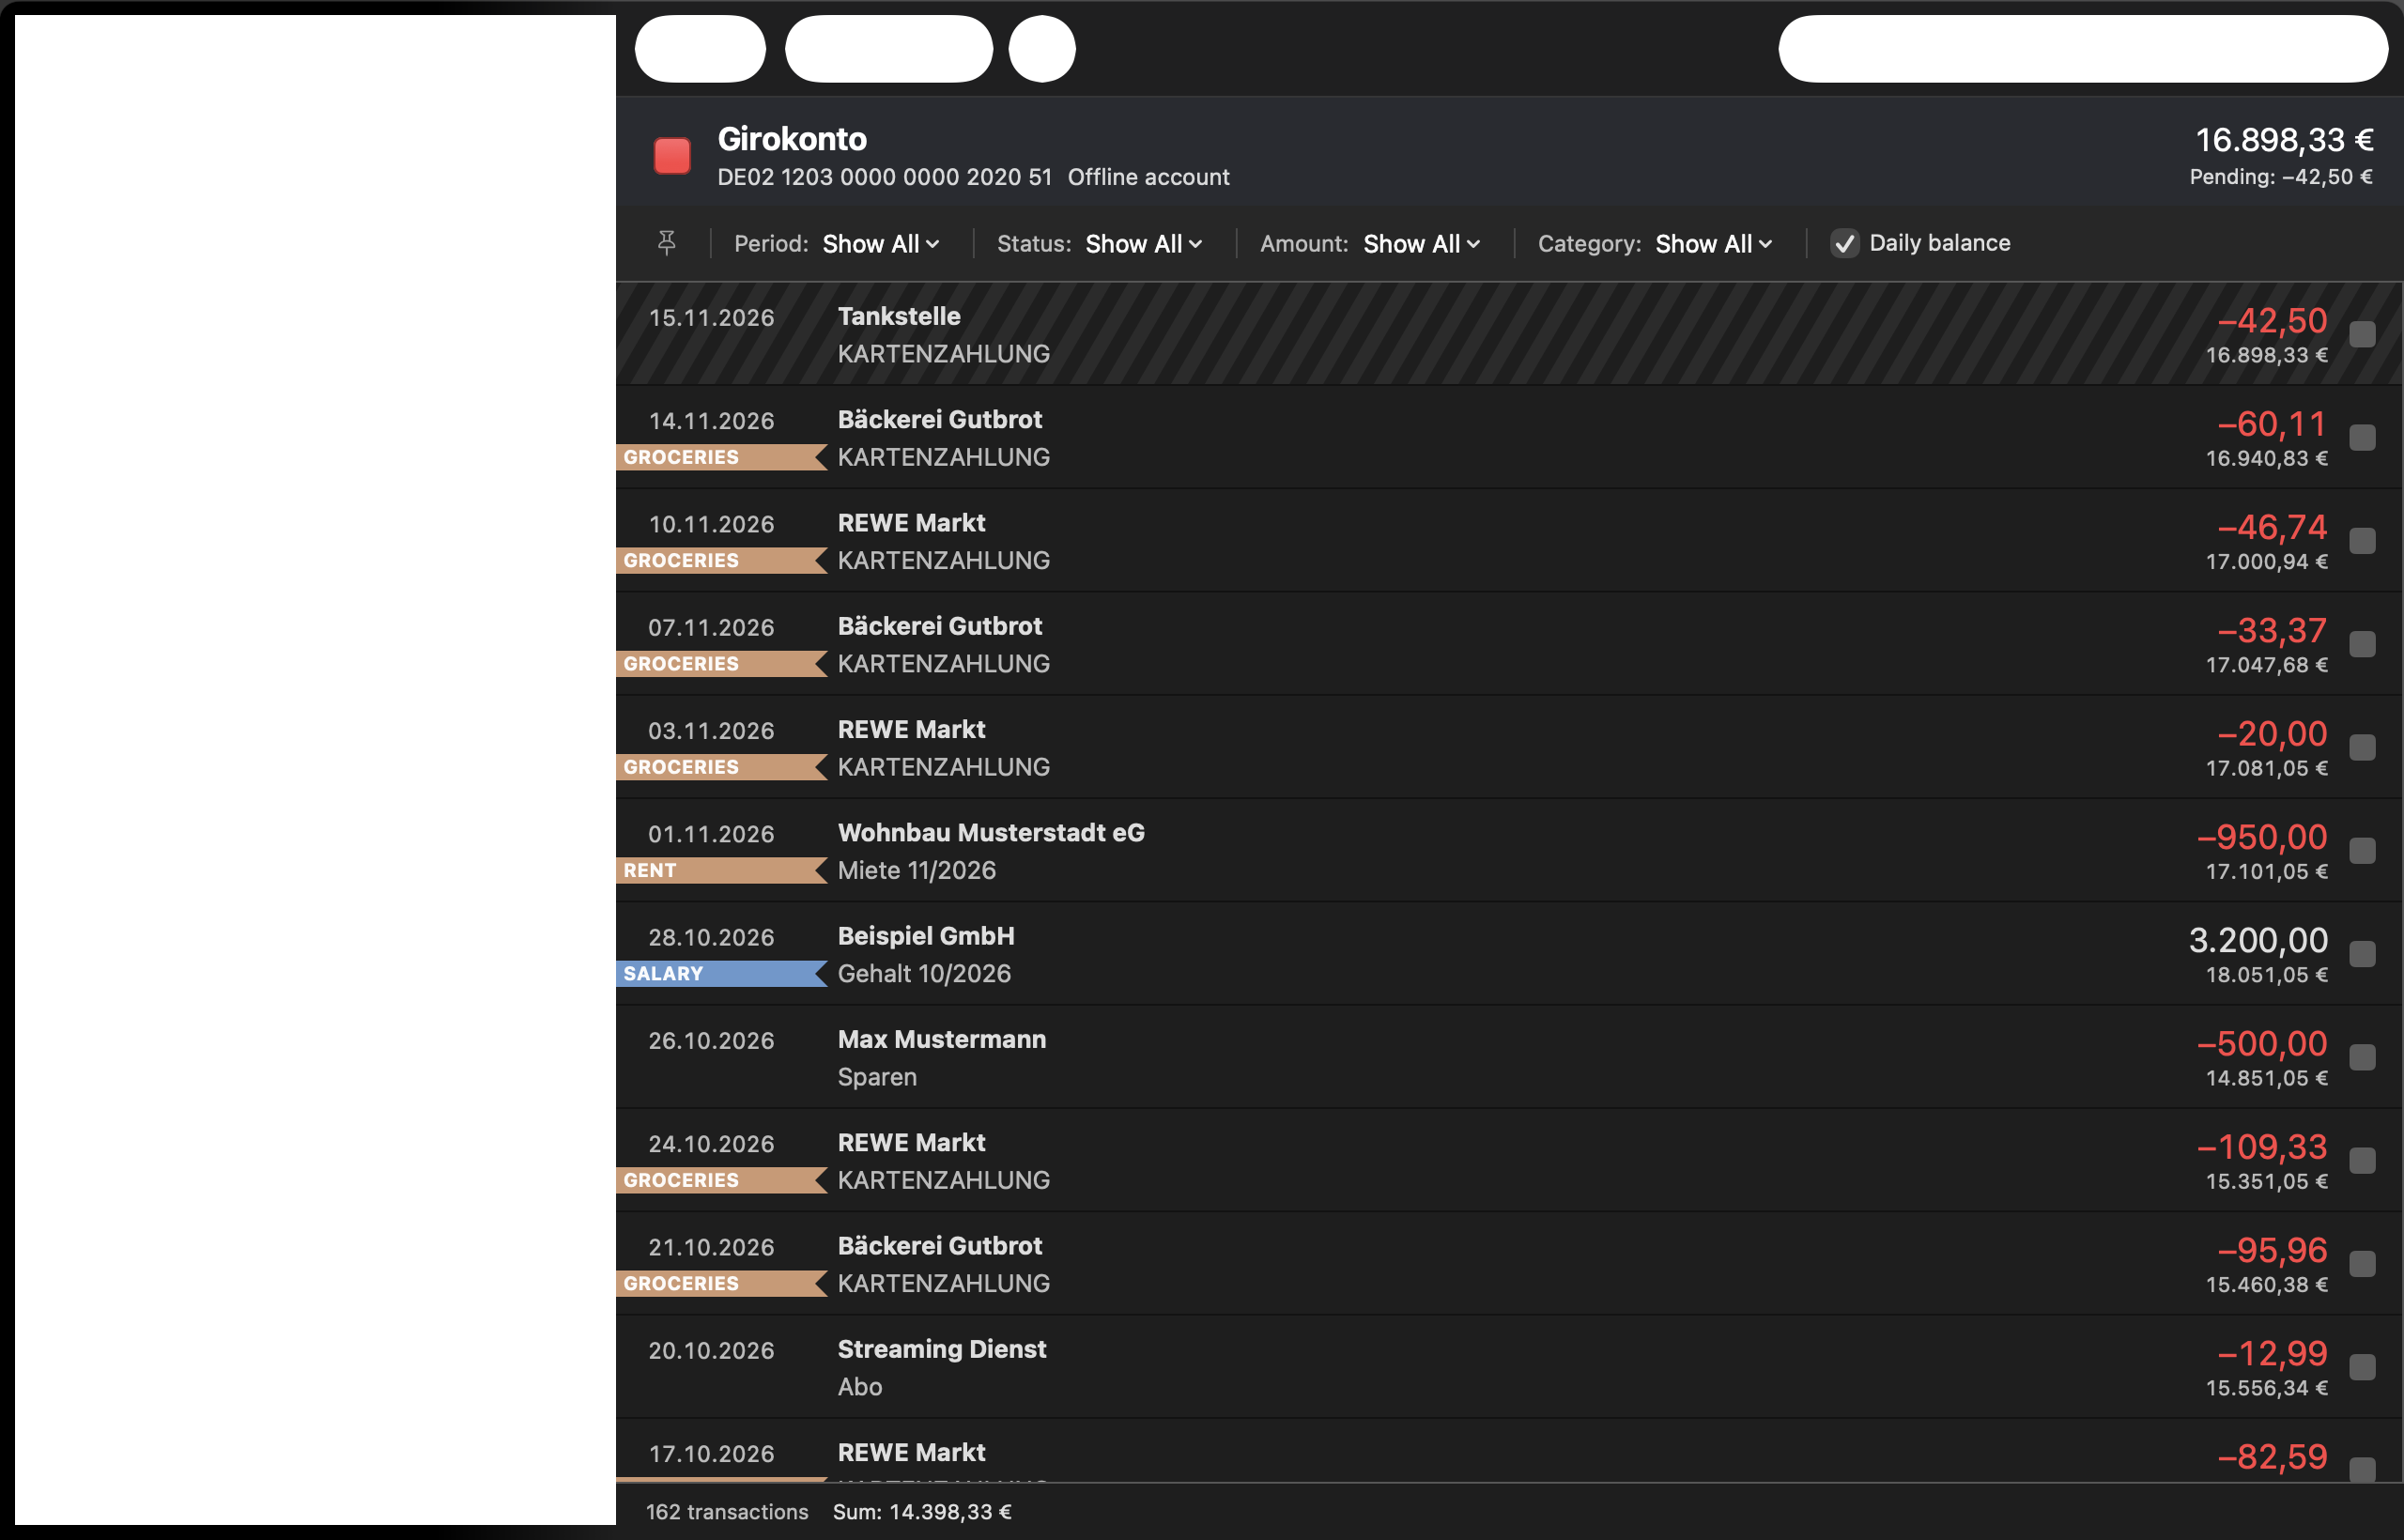 Girokonto
16.898,33 €
DE02 1203 0000 0000 2020 51 Offline account
Pending: –42,50 €
Period: Show All Status: Show All Amount: Show All Category: Show All Daily balance
15.11.2026 Tankstelle –42,50
KARTENZAHLUNG 16.898,33 €
14.11.2026 Bäckerei Gutbrot –60,11
GROCERIES KARTENZAHLUNG 16.940,83 €
10.11.2026 REWE Markt –46,74
GROCERIES KARTENZAHLUNG 17.000,94 €
07.11.2026 Bäckerei Gutbrot –33,37
GROCERIES KARTENZAHLUNG 17.047,68 €
03.11.2026 REWE Markt –20,00
GROCERIES KARTENZAHLUNG 17.081,05 €
01.11.2026 Wohnbau Musterstadt eG –950,00
RENT Miete 11/2026 17.101,05 €
28.10.2026 Beispiel GmbH 3.200,00
SALARY Gehalt 10/2026 18.051,05 €
26.10.2026 Max Mustermann –500,00
Sparen 14.851,05 €
24.10.2026 REWE Markt –109,33
GROCERIES KARTENZAHLUNG 15.351,05 €
21.10.2026 Bäckerei Gutbrot –95,96
GROCERIES KARTENZAHLUNG 15.460,38 €
20.10.2026 Streaming Dienst –12,99
Abo 15.556,34 €
17.10.2026 REWE Markt –82,59
162 transactions Sum: 14.398,33 €